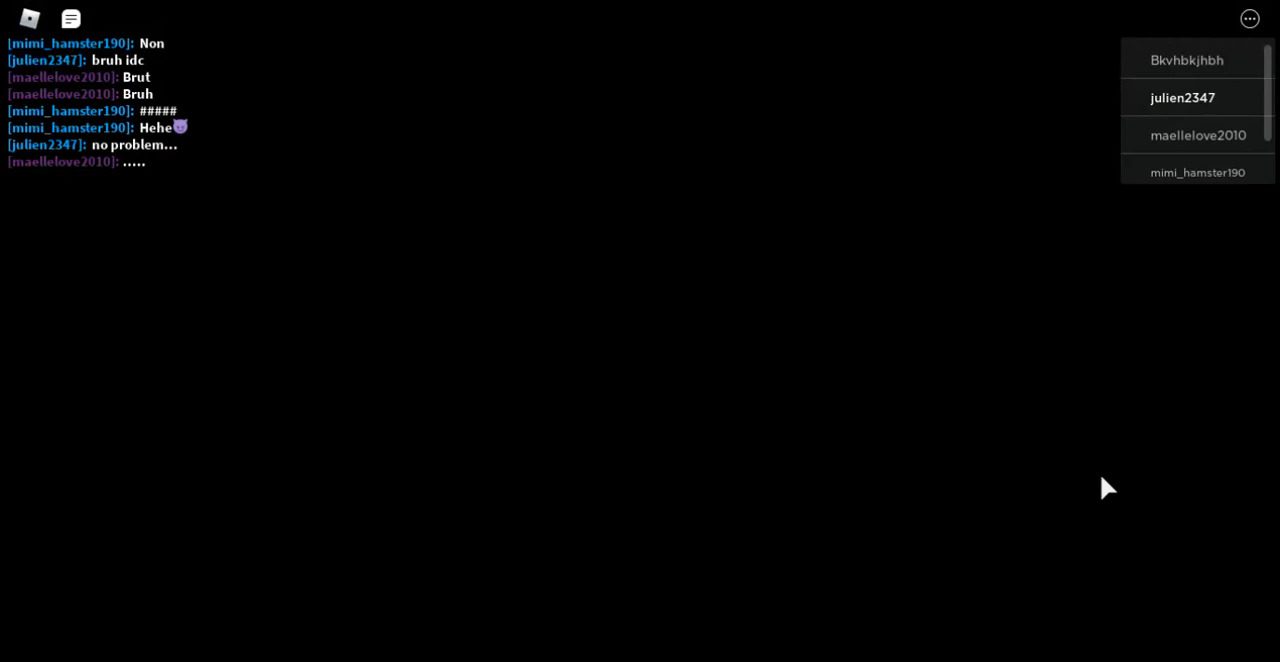 [mimi_hamster190]: Non
[julien2347]: bruh idc
[maellelove2010]: Brut
[maellelove2010]: Bruh
[mimi_hamster190]: #####
[mimi_hamster190]: Hehe😈
[julien2347]: no problem...
[maellelove2010]: .....
Bkvhbkjhbh
julien2347
maellelove2010
mimi_hamster190